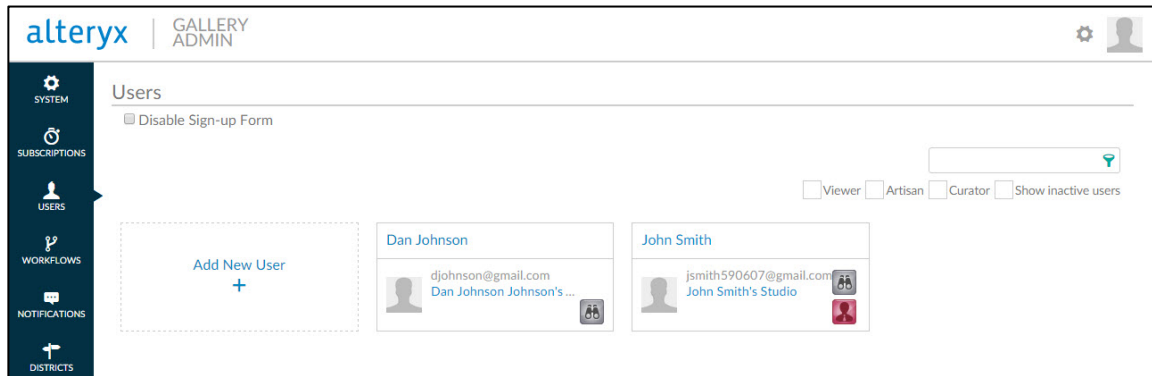 alteryx
GALLERY
ADMIN
SYSTEM
SUBSCRIPTIONS
USERS
WORKFLOWS
NOTIFICATIONS
DISTRICTS
Users
Disable Sign-up Form
Viewer Artisan Curator Show inactive users
Add New User
+
Dan Johnson
djohnson@gmail.com
Dan Johnson Johnson's ...
John Smith
jsmith590607@gmail.com
John Smith's Studio